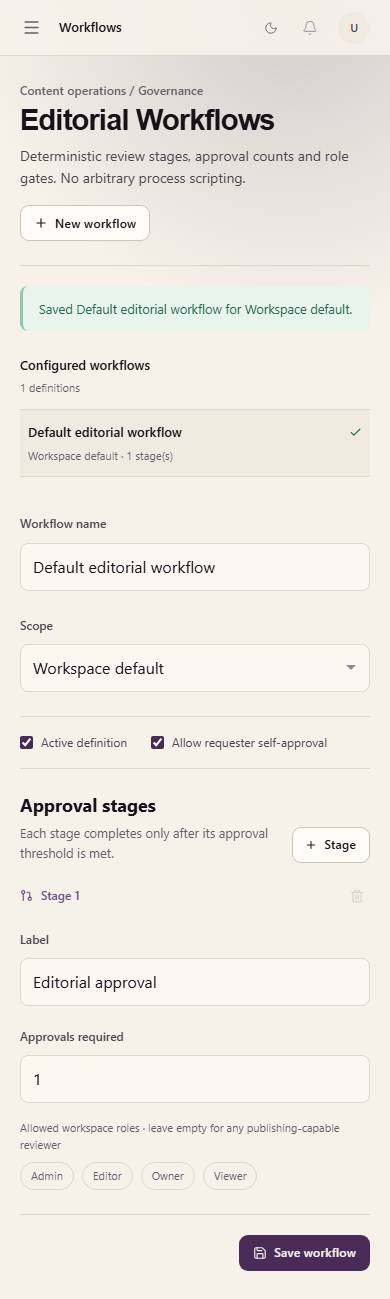 Workflows
U
Content operations / Governance
Editorial Workflows
Deterministic review stages, approval counts and role
gates. No arbitrary process scripting.
New workflow
Saved Default editorial workflow for Workspace default.
Configured workflows
1 definitions
Default editorial workflow
Workspace default · 1 stage(s)
Workflow name
Default editorial workflow
Scope
Workspace default
Active definition
Allow requester self-approval
Approval stages
Each stage completes only after its approval
threshold is met.
Stage
Stage 1
Label
Editorial approval
Approvals required
1
Allowed workspace roles · leave empty for any publishing-capable
reviewer
Admin
Editor
Owner
Viewer
Save workflow